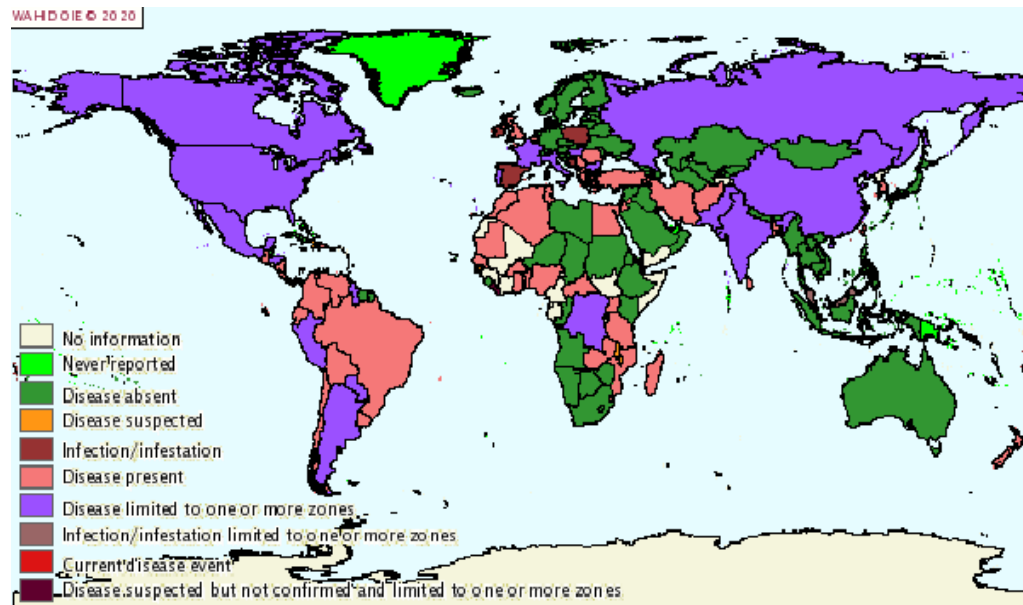 WAHID OIE © 2020
No information
Never reported
Disease absent
Disease suspected
Infection/infestation
Disease present
Disease limited to one or more zones
Infection/infestation limited to one or more zones
Current disease event
Disease suspected but not confirmed and limited to one or more zones